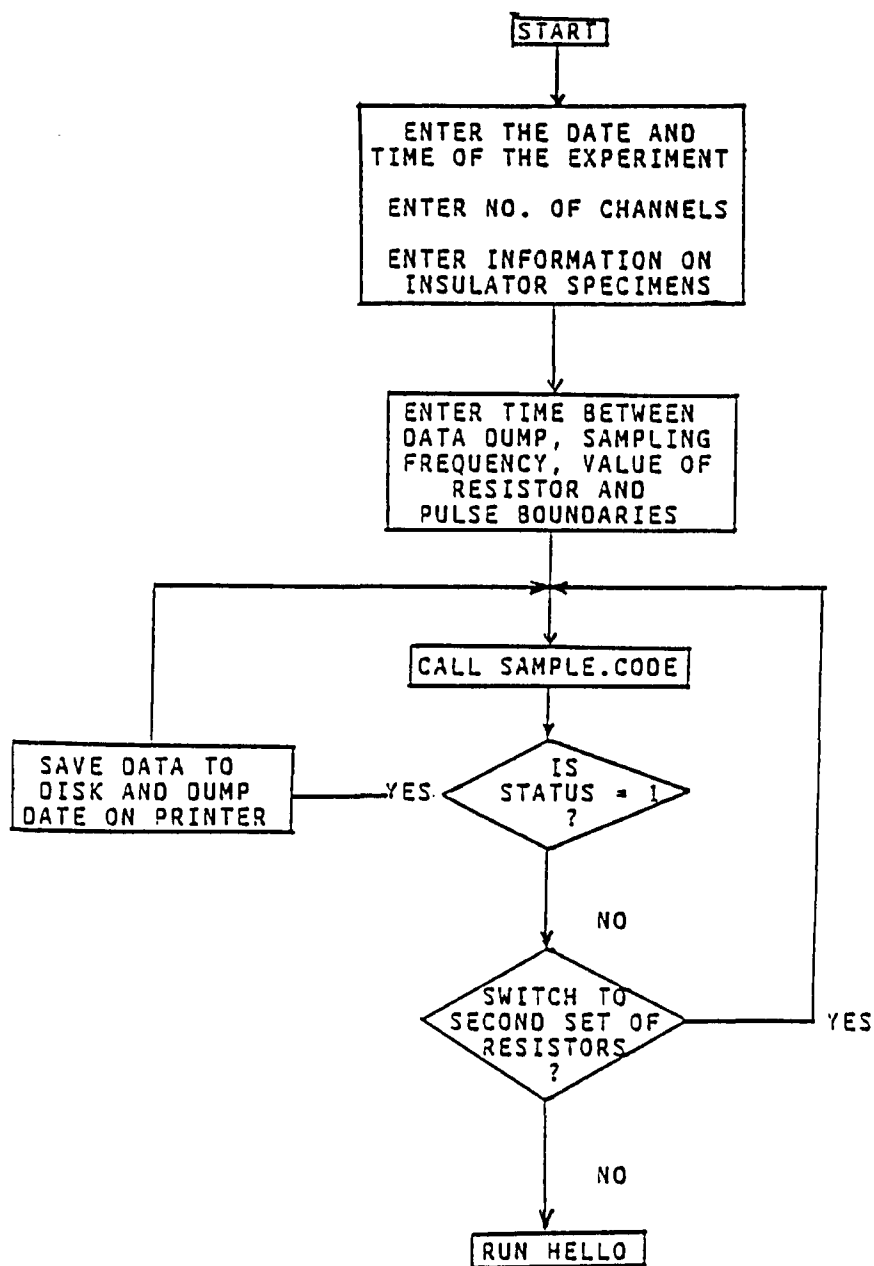 START
ENTER THE DATE AND
TIME OF THE EXPERIMENT
ENTER NO. OF CHANNELS
ENTER INFORMATION ON
INSULATOR SPECIMENS
ENTER TIME BETWEEN
DATA DUMP, SAMPLING
FREQUENCY, VALUE OF
RESISTOR AND
PULSE BOUNDARIES
CALL SAMPLE.CODE
SAVE DATA TO
DISK AND DUMP
DATE ON PRINTER
YES
IS
STATUS = 1
?
NO
SWITCH TO
SECOND SET OF
RESISTORS
?
YES
NO
RUN HELLO